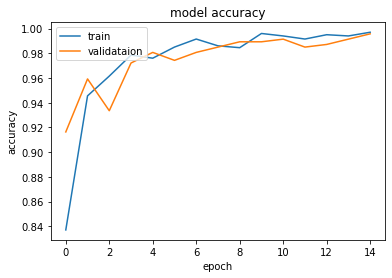 model accuracy
train
validataion
accuracy
1.00
0.98
0.96
0.94
0.92
0.90
0.88
0.86
0.84
0 2 4 6 8 10 12 14
epoch